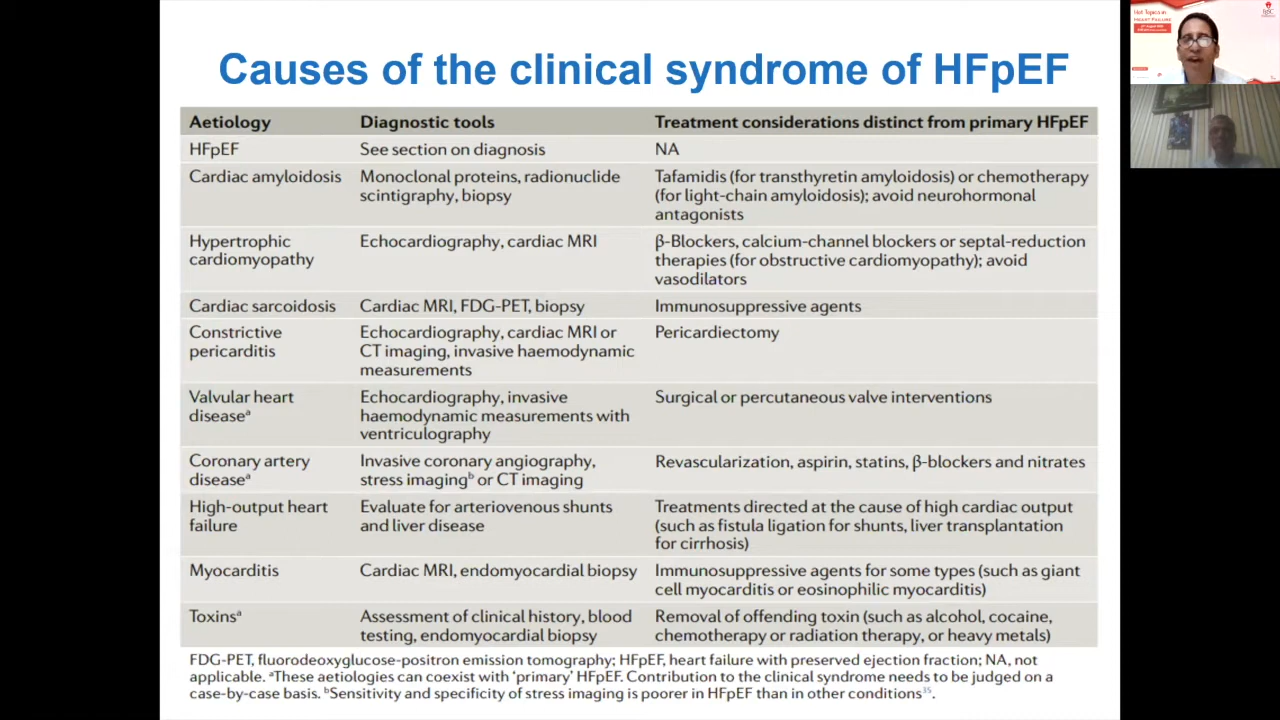 Causes of the clinical syndrome of HFpEF
Aetiology Diagnostic tools Treatment considerations distinct from primary HFpEF
HFpEF See section on diagnosis NA
Cardiac amyloidosis Monoclonal proteins, radionuclide scintigraphy, biopsy Tafamidis (for transthyretin amyloidosis) or chemotherapy (for light-chain amyloidosis); avoid neurohormonal antagonists
Hypertrophic cardiomyopathy Echocardiography, cardiac MRI β-Blockers, calcium-channel blockers or septal-reduction therapies (for obstructive cardiomyopathy); avoid vasodilators
Cardiac sarcoidosis Cardiac MRI, FDG-PET, biopsy Immunosuppressive agents
Constrictive pericarditis Echocardiography, cardiac MRI or CT imaging, invasive haemodynamic measurements Pericardiectomy
Valvular heart diseaseᵃ Echocardiography, invasive haemodynamic measurements with ventriculography Surgical or percutaneous valve interventions
Coronary artery diseaseᵃ Invasive coronary angiography, stress imagingᵇ or CT imaging Revascularization, aspirin, statins, β-blockers and nitrates
High-output heart failure Evaluate for arteriovenous shunts and liver disease Treatments directed at the cause of high cardiac output (such as fistula ligation for shunts, liver transplantation for cirrhosis)
Myocarditis Cardiac MRI, endomyocardial biopsy Immunosuppressive agents for some types (such as giant cell myocarditis or eosinophilic myocarditis)
Toxinsᵃ Assessment of clinical history, blood testing, endomyocardial biopsy Removal of offending toxin (such as alcohol, cocaine, chemotherapy or radiation therapy, or heavy metals)
FDG-PET, fluorodeoxyglucose-positron emission tomography; HFpEF, heart failure with preserved ejection fraction; NA, not
applicable. ᵃThese aetiologies can coexist with 'primary' HFpEF. Contribution to the clinical syndrome needs to be judged on a
case-by-case basis. ᵇSensitivity and specificity of stress imaging is poorer in HFpEF than in other conditions³⁵.
Hot Topics in
HEART FAILURE